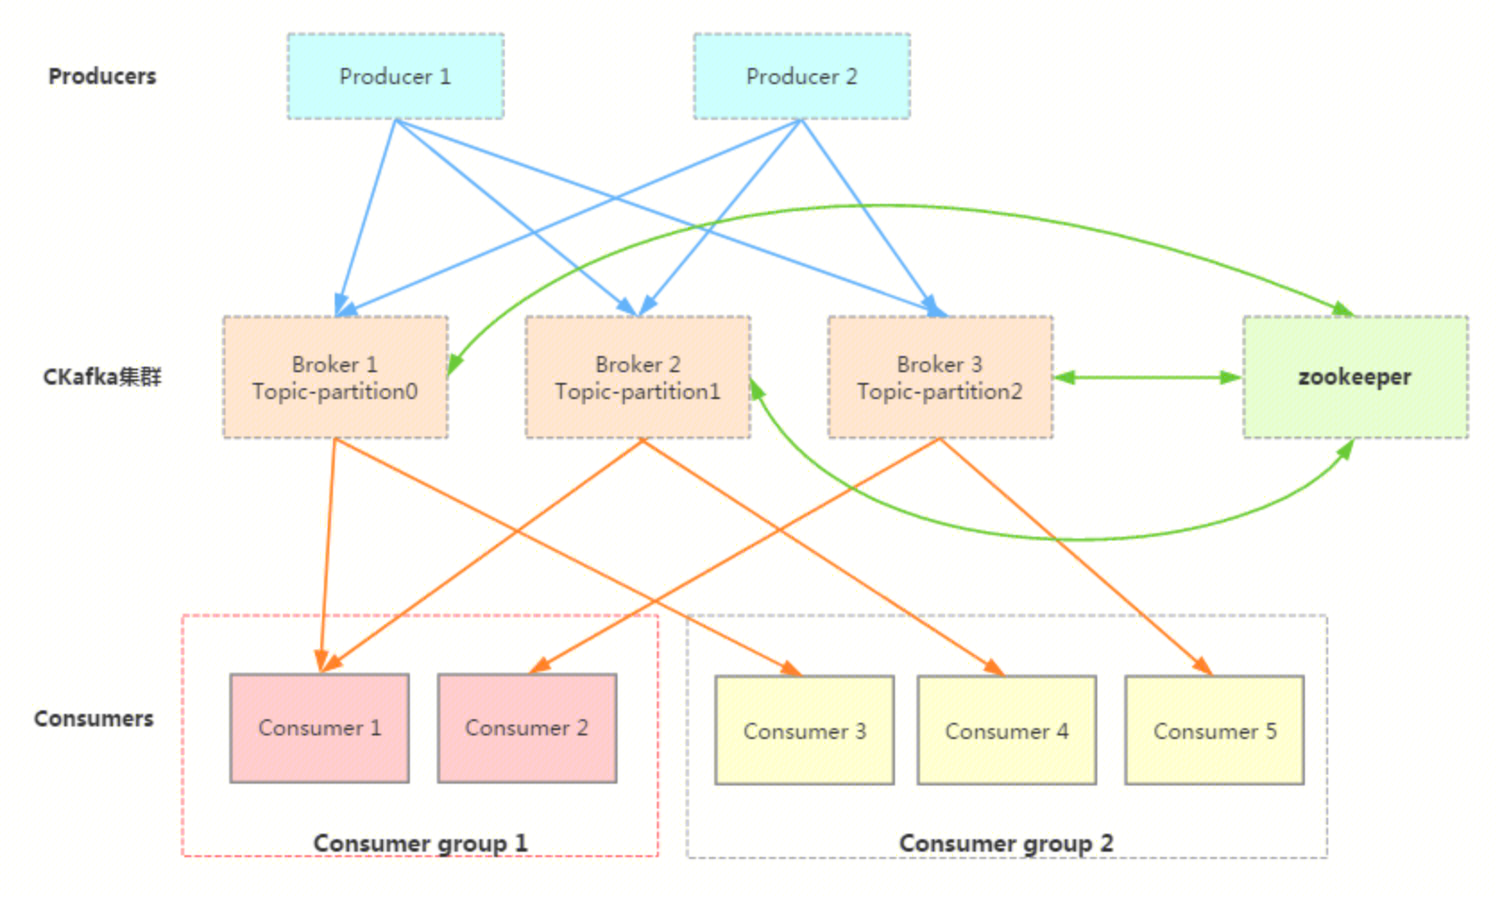 Producers
Producer 1
Producer 2
CKafka集群
Broker 1
Topic-partition0
Broker 2
Topic-partition1
Broker 3
Topic-partition2
zookeeper
Consumers
Consumer 1
Consumer 2
Consumer 3
Consumer 4
Consumer 5
Consumer group 1
Consumer group 2